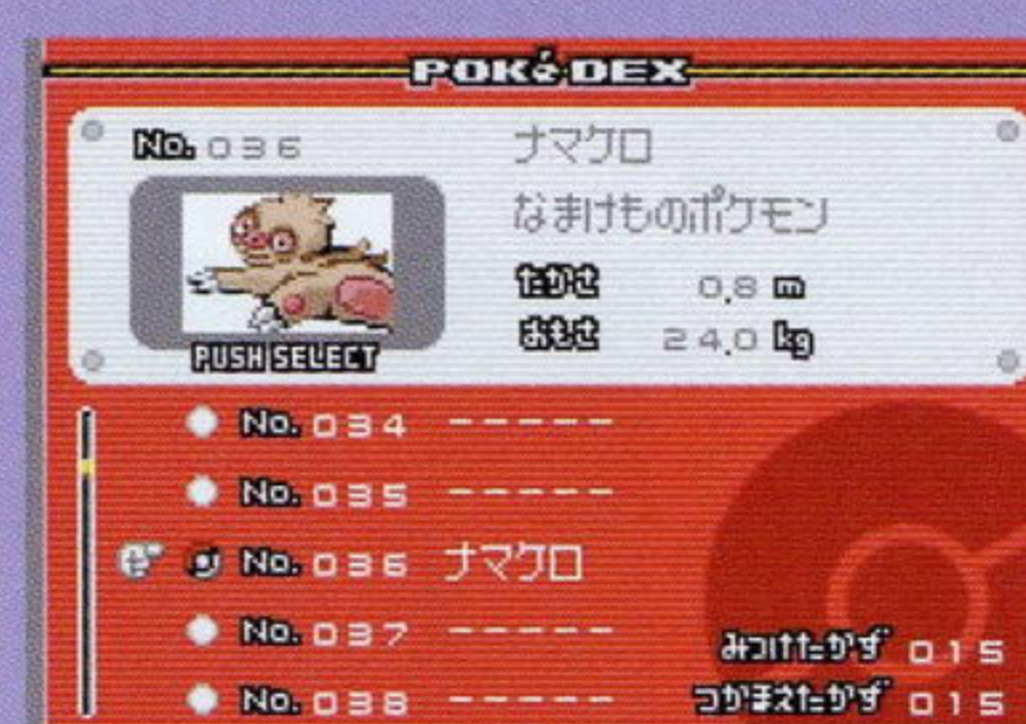 POKéDEX
No. 036 ナマクロ
なまけものポケモン
たかさ 0.8 m
おもさ 24.0 kg
PUSH SELECT
No. 034 -----
No. 035 -----
No. 036 ナマクロ
No. 037 -----
みつけたかず 015
No. 038 -----
つかまえたかず 015